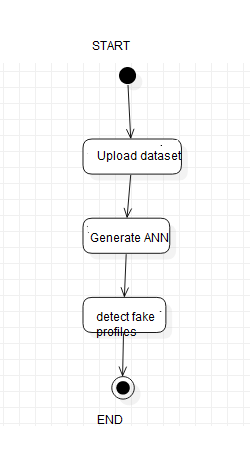 START
Upload dataset
Generate ANN
detect fake
profiles
END